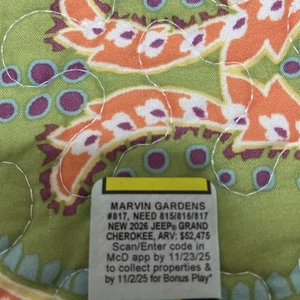 MARVIN GARDENS
#817, NEED 815/816/817
NEW 2026 JEEP® GRAND
CHEROKEE, ARV: $52,475
Scan/Enter code in
McD app by 11/23/25
to collect properties &
by 11/2/25 for Bonus Play*